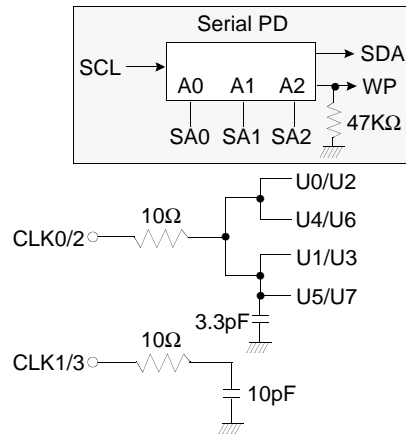 Serial PD
SCL
SDA
A0 A1 A2
WP
SA0 SA1 SA2
47KΩ
U0/U2
10Ω
U4/U6
CLK0/2
U1/U3
U5/U7
3.3pF
10Ω
CLK1/3
10pF